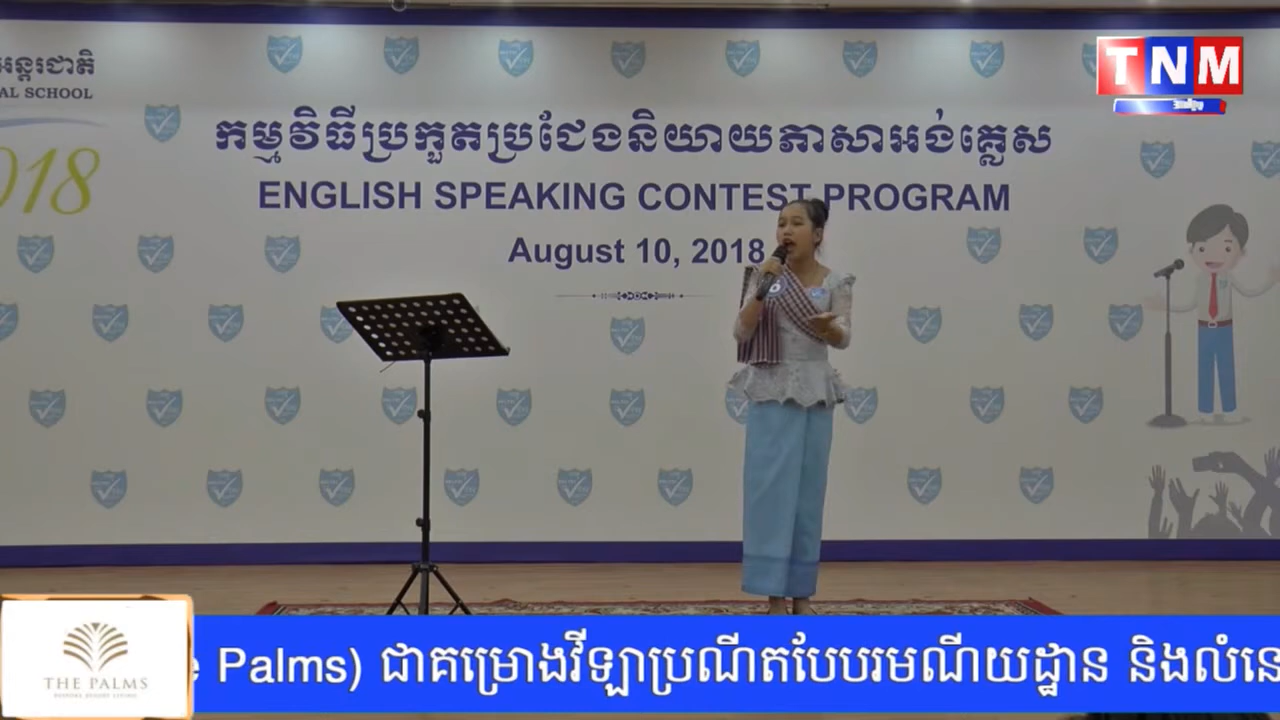 អន្តរជាតិ
AL SCHOOL
018
TNM
កម្មវិធីប្រកួតប្រជែងនិយាយភាសាអង់គ្លេស
ENGLISH SPEAKING CONTEST PROGRAM
August 10, 2018
THE PALMS
Palms) ជាគម្រោងវីឡាប្រណីតបែបរមណីយដ្ឋាន និងលំនៅ